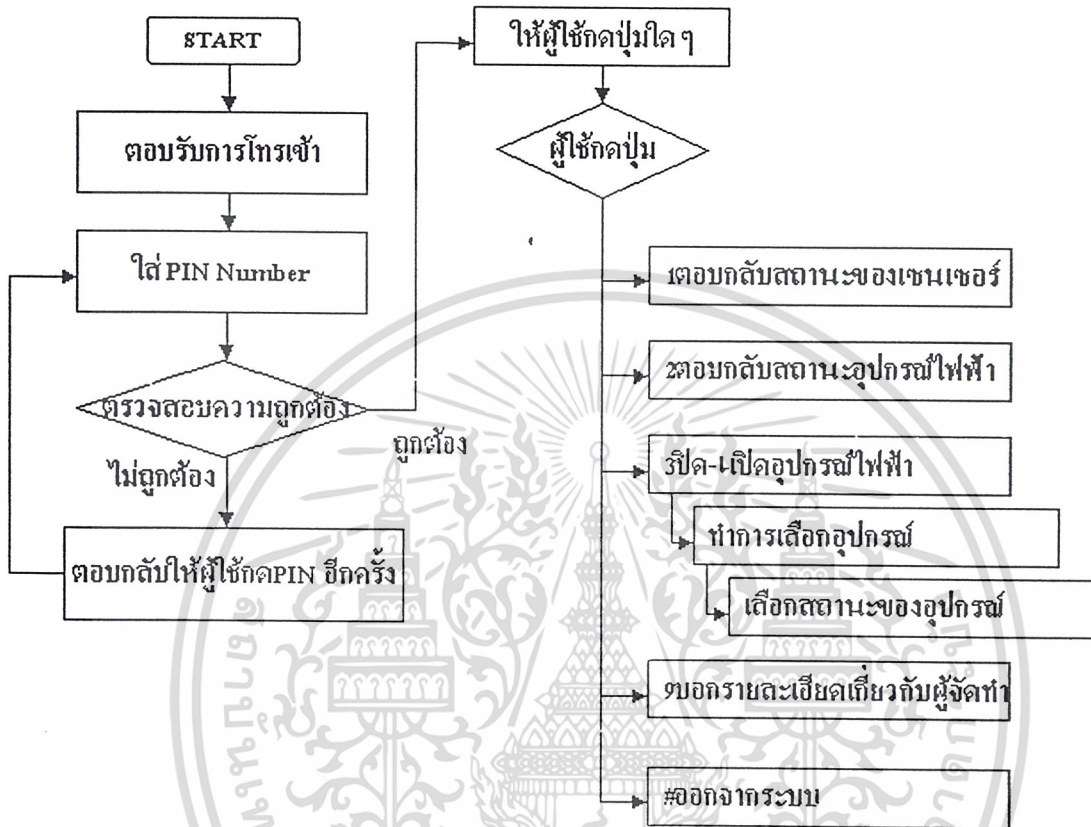 START
ตอบรับการโทรเข้า
ใส่ PIN Number
ตรวจสอบความถูกต้อง
ถูกต้อง
ไม่ถูกต้อง
ตอบกลับให้ผู้ใช้กดPIN อีกครั้ง
ให้ผู้ใช้กดปุ่มใด ๆ
ผู้ใช้กดปุ่ม
1ตอบกลับสถานะของเซนเซอร์
2ตอบกลับสถานะอุปกรณ์ไฟฟ้า
3ปิด-เปิดอุปกรณ์ไฟฟ้า
ทำการเลือกอุปกรณ์
เลือกสถานะของอุปกรณ์
9บอกรายละเอียดเกี่ยวกับผู้จัดทำ
#ออกจากระบบ